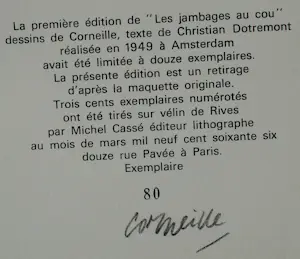 La première édition de "Les jambages au cou"
dessins de Corneille, texte de Christian Dotremont
réalisée en 1949 à Amsterdam
avait été limitée à douze exemplaires.
La présente édition est un retirage
d'après la maquette originale.
Trois cents exemplaires numérotés
ont été tirés sur vélin de Rives
par Michel Cassé éditeur lithographe
au mois de mars mil neuf cent soixante six
douze rue Pavée à Paris.
Exemplaire
80
Corneille